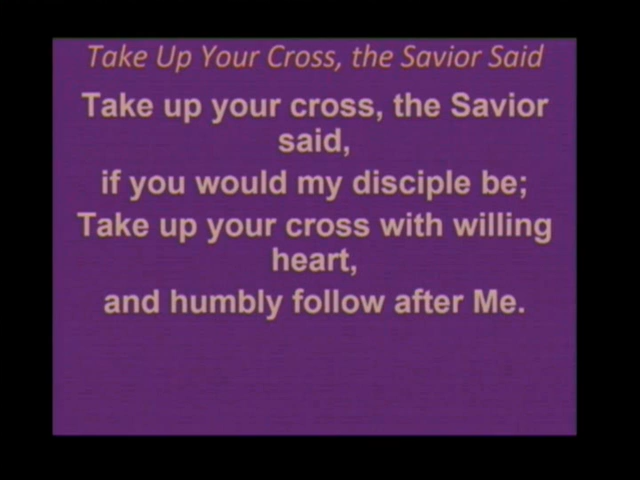 Take Up Your Cross, the Savior Said
Take up your cross, the Savior
said,
if you would my disciple be;
Take up your cross with willing
heart,
and humbly follow after Me.